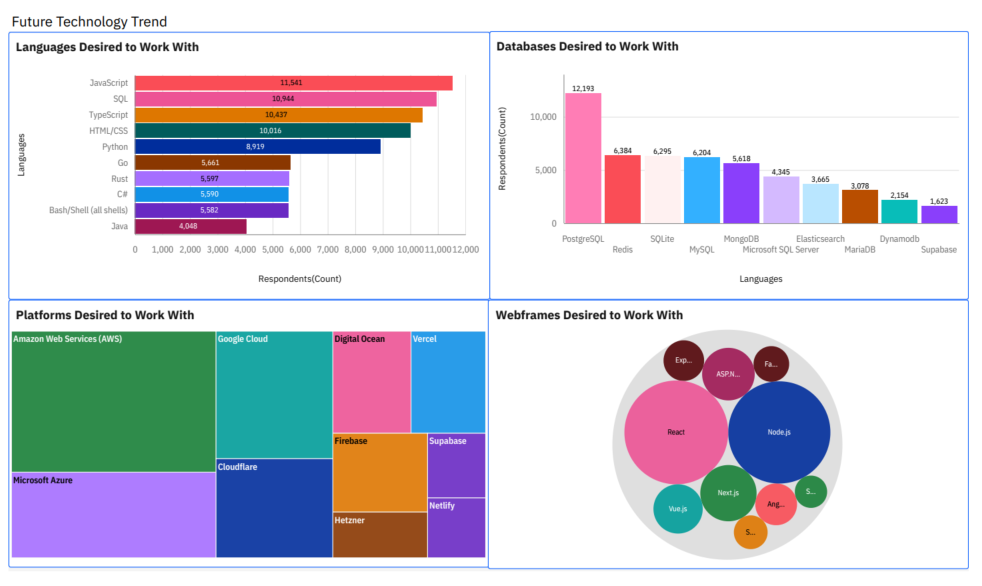 Future Technology Trend
Languages Desired to Work With
Languages
JavaScript 11,541
SQL 10,944
TypeScript 10,437
HTML/CSS 10,016
Python 8,919
Go 5,661
Rust 5,597
C# 5,590
Bash/Shell (all shells) 5,582
Java 4,048
0 1,000 2,000 3,000 4,000 5,000 6,000 7,000 8,000 9,000 10,000 11,000 12,000
Respondents(Count)
Databases Desired to Work With
Respondents(Count)
10,000
5,000
0
12,193
6,384
6,295
6,204
5,618
4,345
3,665
3,078
2,154
1,623
PostgreSQL
Redis
SQLite
MySQL
MongoDB
Microsoft SQL Server
Elasticsearch
MariaDB
Dynamodb
Supabase
Languages
Platforms Desired to Work With
Amazon Web Services (AWS)
Microsoft Azure
Google Cloud
Cloudflare
Digital Ocean
Vercel
Firebase
Supabase
Hetzner
Netlify
Webframes Desired to Work With
Exp...
ASP.N...
Fa...
React
Node.js
Next.js
S...
Vue.js
Ang...
S...